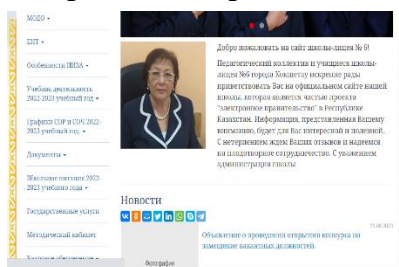 МОДО
ЕНТ
Особенности ПИЗА
Учебная деятельность
2022-2023 учебный год
Графики СОР и СОЧ 2022-
2023 учебный год
Документы
Школьное питание 2022-
2023 учебного года
Государственные услуги
Методический кабинет
Добро пожаловать на сайт школы-лицея № 6!
Педагогический коллектив и учащиеся школы-
лицея №6 города Кокшетау искренне рады
приветствовать Вас на официальном сайте нашей
школы, которая является частью проекта
"электронное правительство" в Республике
Казахстан. Информация, представленная Вашему
вниманию, будет для Вас интересной и полезной.
С нетерпением ждем Ваших отзывов и надеемся
на плодотворное сотрудничество. С уважением
администрация школы
Новости
Объявление о проведении открытого конкурса на
замещение вакантных должностей.
Фотография